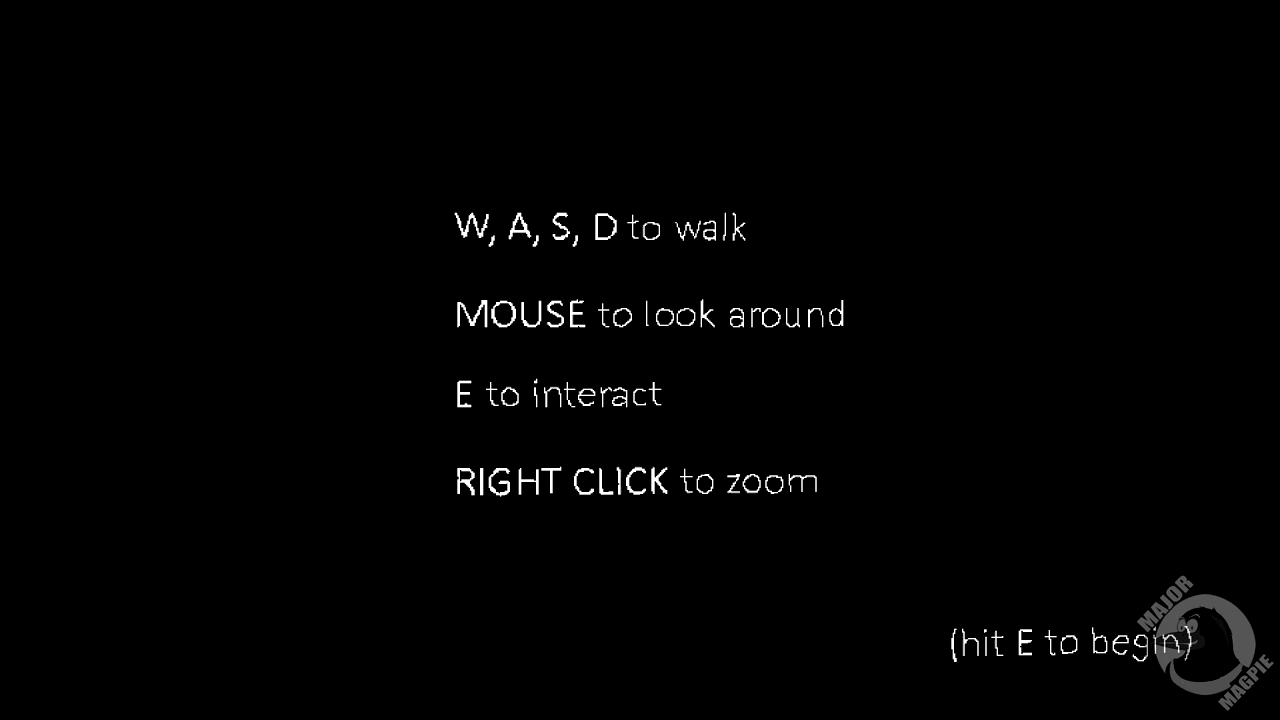 W, A, S, D to walk
MOUSE to look around
E to interact
RIGHT CLICK to zoom
(hit E to begin)
MAJOR
MAGPIE